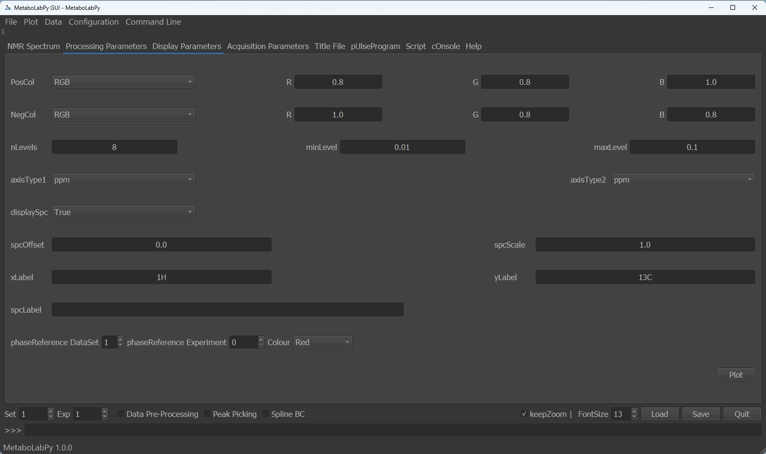 MetaboLabPy GUI - MetaboLabPy
File Plot Data Configuration Command Line
NMR Spectrum Processing Parameters Display Parameters Acquisition Parameters Title File pUlseProgram Script cOnsole Help
PosCol RGB R 0.8 G 0.8 B 1.0
NegCol RGB R 1.0 G 0.8 B 0.8
nLevels 8 minLevel 0.01 maxLevel 0.1
axisType1 ppm axisType2 ppm
displaySpc True
spcOffset 0.0 spcScale 1.0
xLabel 1H yLabel 13C
spcLabel
phaseReference DataSet 1 phaseReference Experiment 0 Colour Red
Plot
Set 1 Exp 1 Data Pre-Processing Peak Picking Spline BC keepZoom | FontSize 13 Load Save Quit
>>>
MetaboLabPy 1.0.0